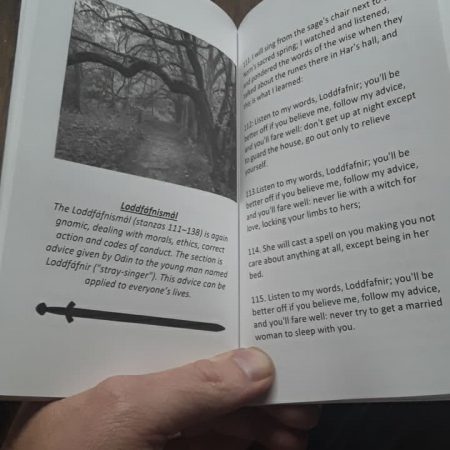 Loddfáfnismál
The Loddfáfnismál (stanzas 111–138) is again
gnomic, dealing with morals, ethics, correct
action and codes of conduct. The section is
advice given by Odin to the young man named
Loddfáfnir ("stray-singer"). This advice can be
applied to everyone's lives.
111. I will sing from the sage's chair next to
sacred spring; I watched and listened,
and pondered the words of the wise when they
about the runes there in Har's hall, and
this is what I learned:
112. Listen to my words, Loddfafnir; you'll be
better off if you believe me, follow my advice,
and you'll fare well: don't get up at night except
to guard the house, go out only to relieve
yourself.
113.Listen to my words, Loddfafnir; you'll be
better off if you believe me, follow my advice,
and you'll fare well: never lie with a witch for
love, locking your limbs to hers;
114. She will cast a spell on you making you not
care about anything at all, except being in her
bed.
115. Listen to my words, Loddfafnir; you'll be
better off if you believe me, follow my advice,
and you'll fare well: never try to get a married
woman to sleep with you.